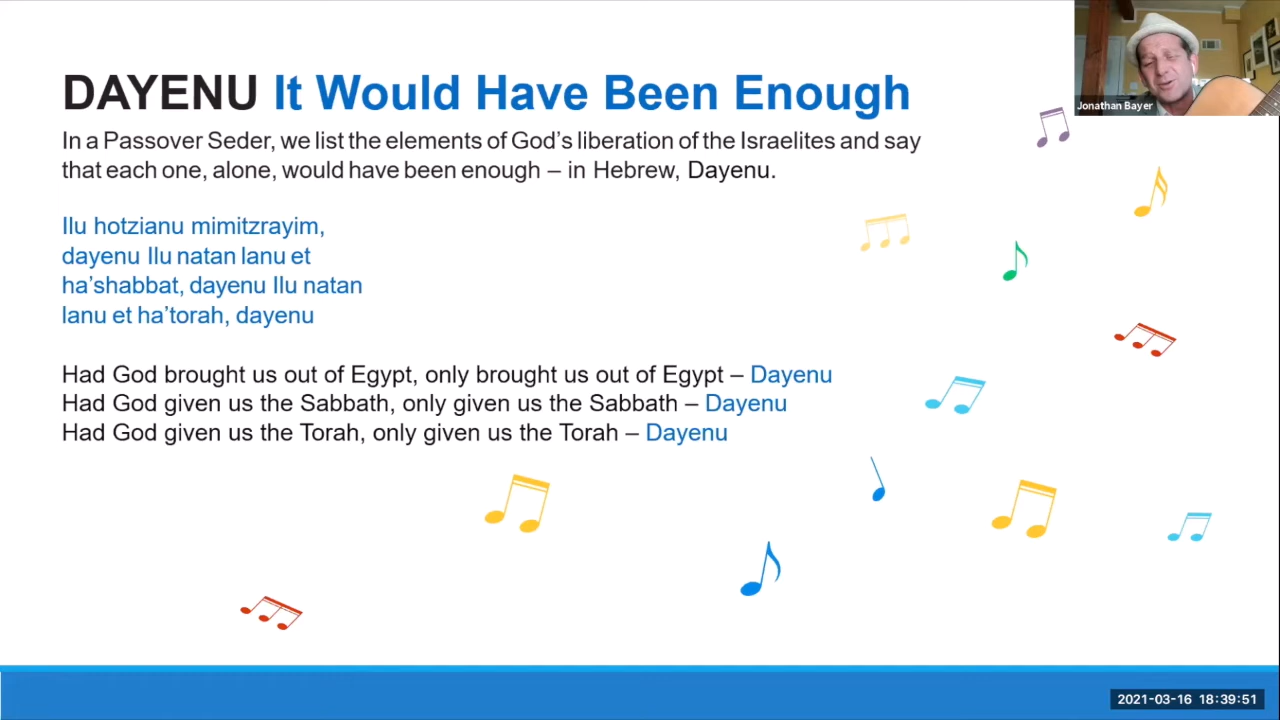 DAYENU It Would Have Been Enough
In a Passover Seder, we list the elements of God’s liberation of the Israelites and say
that each one, alone, would have been enough – in Hebrew, Dayenu.
Ilu hotzianu mimitzrayim,
dayenu Ilu natan lanu et
ha’shabbat, dayenu Ilu natan
lanu et ha’torah, dayenu
Had God brought us out of Egypt, only brought us out of Egypt – Dayenu
Had God given us the Sabbath, only given us the Sabbath – Dayenu
Had God given us the Torah, only given us the Torah – Dayenu
Jonathan Bayer
2021-03-16 18:39:51